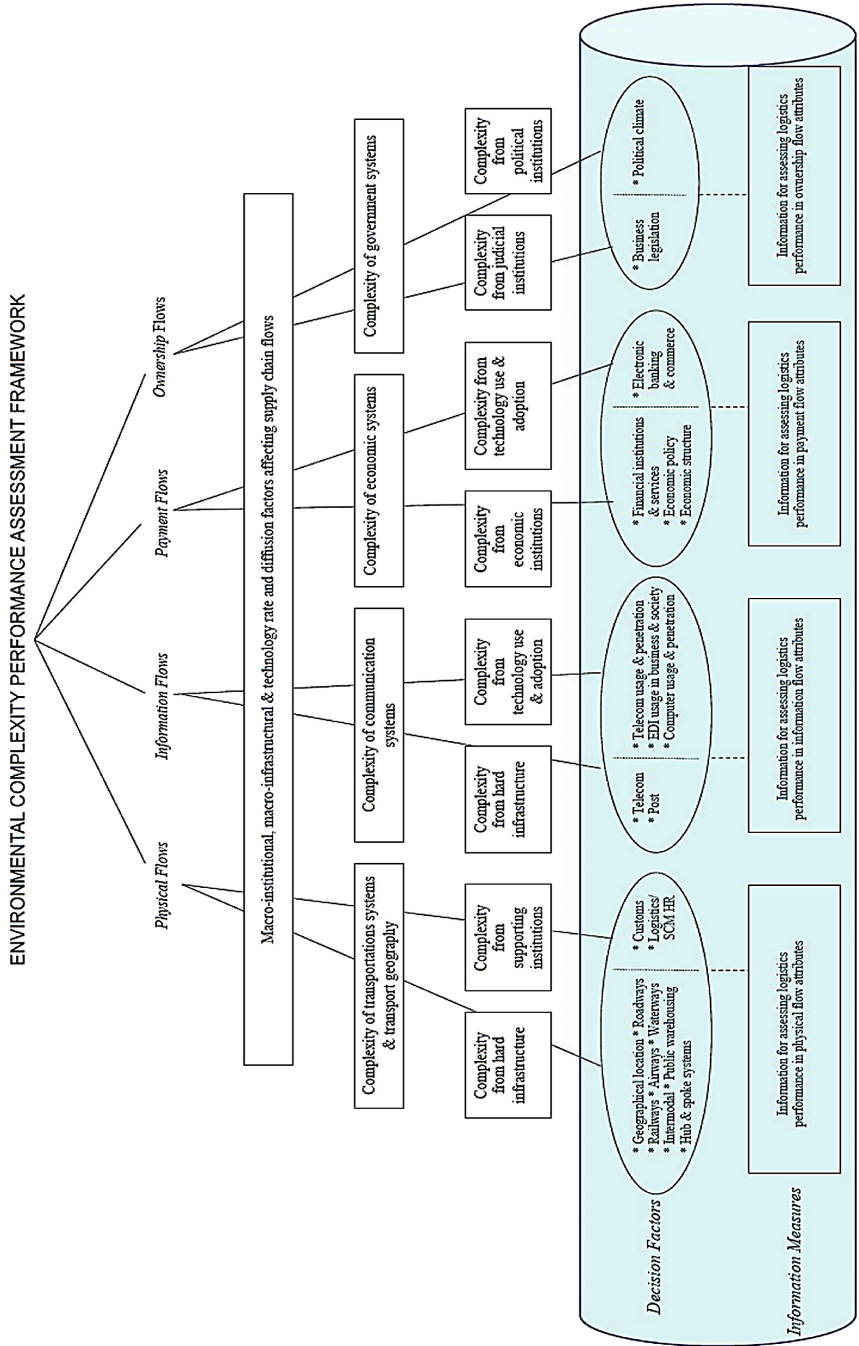 ENVIRONMENTAL COMPLEXITY PERFORMANCE ASSESSMENT FRAMEWORK
Physical Flows
Information Flows
Payment Flows
Ownership Flows
Macro-institutional, macro-infrastructural & technology rate and diffusion factors affecting supply chain flows
Complexity of transportations systems
& transport geography
Complexity of communication
systems
Complexity of economic systems
Complexity of government systems
Complexity
from hard
infrastructure
Complexity
from
supporting
institutions
Complexity
from hard
infrastructure
Complexity
from
technology use
& adoption
Complexity
from
economic
institutions
Complexity from
technology use &
adoption
Complexity
from judicial
institutions
Complexity
from
political
institutions
Decision Factors
* Geographical location * Roadways
* Railways * Airways * Waterways
* Intermodal * Public warehousing
* Hub & spoke systems
* Customs
* Logistics/
SCM HR
* Telecom
* Post
* Telecom usage & penetration
* EDI usage in business & society
* Computer usage & penetration
* Financial institutions
& services
* Economic policy
* Economic structure
* Electronic
banking
& commerce
* Business
legislation
* Political climate
Information Measures
Information for assessing logistics
performance in physical flow attributes
Information for assessing logistics
performance in information flow attributes
Information for assessing logistics
performance in payment flow attributes
Information for assessing logistics
performance in ownership flow attributes